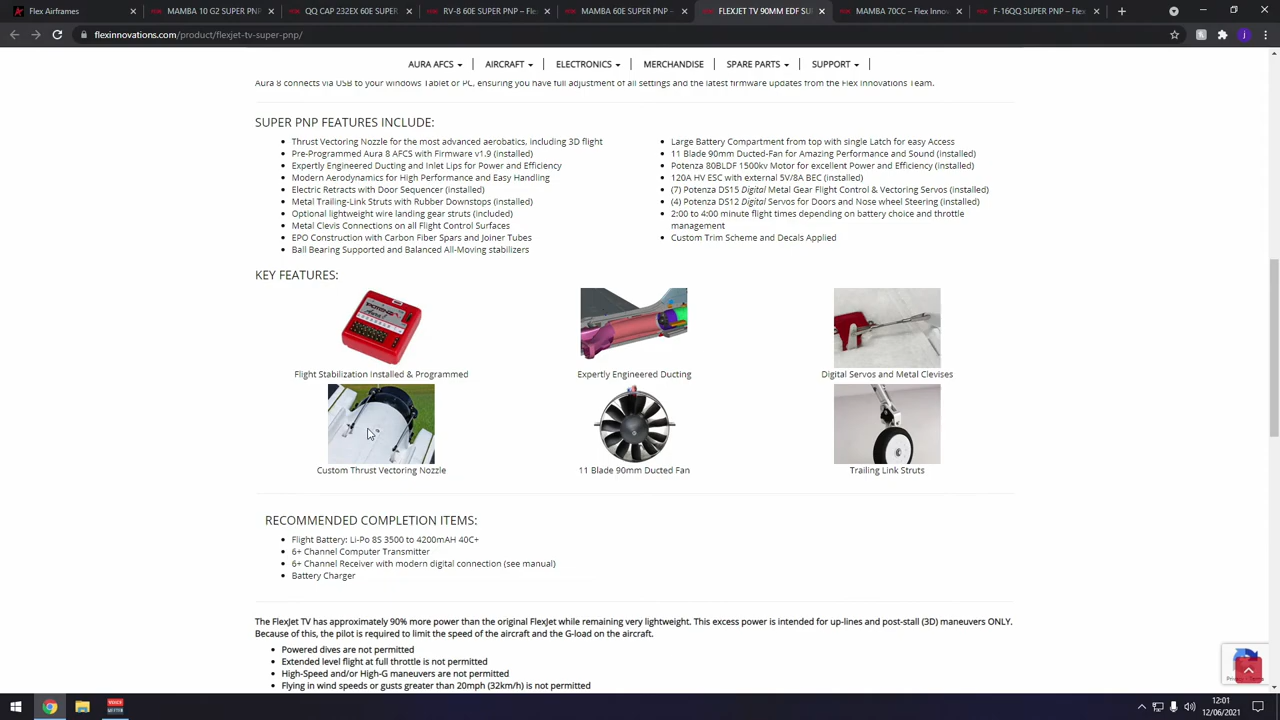 Flex Airframes
MAMBA 10 G2 SUPER PNP
QQ CAP 232EX 60E SUPER
RV-8 60E SUPER PNP – Fle
MAMBA 60E SUPER PNP –
FLEXJET TV 90MM EDF SU
MAMBA 70CC – Flex Innov
F-16QQ SUPER PNP – Flex
flexinnovations.com/product/flexjet-tv-super-pnp/
AURA AFCS
AIRCRAFT
ELECTRONICS
MERCHANDISE
SPARE PARTS
SUPPORT
Aura 8 connects via USB to your windows Tablet or PC, ensuring you have full adjustment of all settings and the latest firmware updates from the Flex Innovations Team.
SUPER PNP FEATURES INCLUDE:
Thrust Vectoring Nozzle for the most advanced aerobatics, including 3D flight
Pre-Programmed Aura 8 AFCS with Firmware v1.9 (installed)
Expertly Engineered Ducting and Inlet Lips for Power and Efficiency
Modern Aerodynamics for High Performance and Easy Handling
Electric Retracts with Door Sequencer (installed)
Metal Trailing-Link Struts with Rubber Downstops (installed)
Optional lightweight wire landing gear struts (included)
Metal Clevis Connections on all Flight Control Surfaces
EPO Construction with Carbon Fiber Spars and Joiner Tubes
Ball Bearing Supported and Balanced All-Moving stabilizers
Large Battery Compartment from top with single Latch for easy Access
11 Blade 90mm Ducted-Fan for Amazing Performance and Sound (installed)
Potenza 80BLDF 1500kv Motor for excellent Power and Efficiency (installed)
120A HV ESC with external 5V/8A BEC (installed)
(7) Potenza DS15 Digital Metal Gear Flight Control & Vectoring Servos (installed)
(4) Potenza DS12 Digital Servos for Doors and Nose wheel Steering (installed)
2:00 to 4:00 minute flight times depending on battery choice and throttle
management
Custom Trim Scheme and Decals Applied
KEY FEATURES:
POTENZA
Flight Stabilization Installed & Programmed
Expertly Engineered Ducting
Digital Servos and Metal Clevises
Custom Thrust Vectoring Nozzle
11 Blade 90mm Ducted Fan
Trailing Link Struts
RECOMMENDED COMPLETION ITEMS:
Flight Battery: Li-Po 8S 3500 to 4200mAH 40C+
6+ Channel Computer Transmitter
6+ Channel Receiver with modern digital connection (see manual)
Battery Charger
The FlexJet TV has approximately 90% more power than the original FlexJet while remaining very lightweight. This excess power is intended for up-lines and post-stall (3D) maneuvers ONLY.
Because of this, the pilot is required to limit the speed of the aircraft and the G-load on the aircraft.
Powered dives are not permitted
Extended level flight at full throttle is not permitted
High-Speed and/or High-G maneuvers are not permitted
Flying in wind speeds or gusts greater than 20mph (32km/h) is not permitted
Privacy - Terms
12:01
12/06/2021